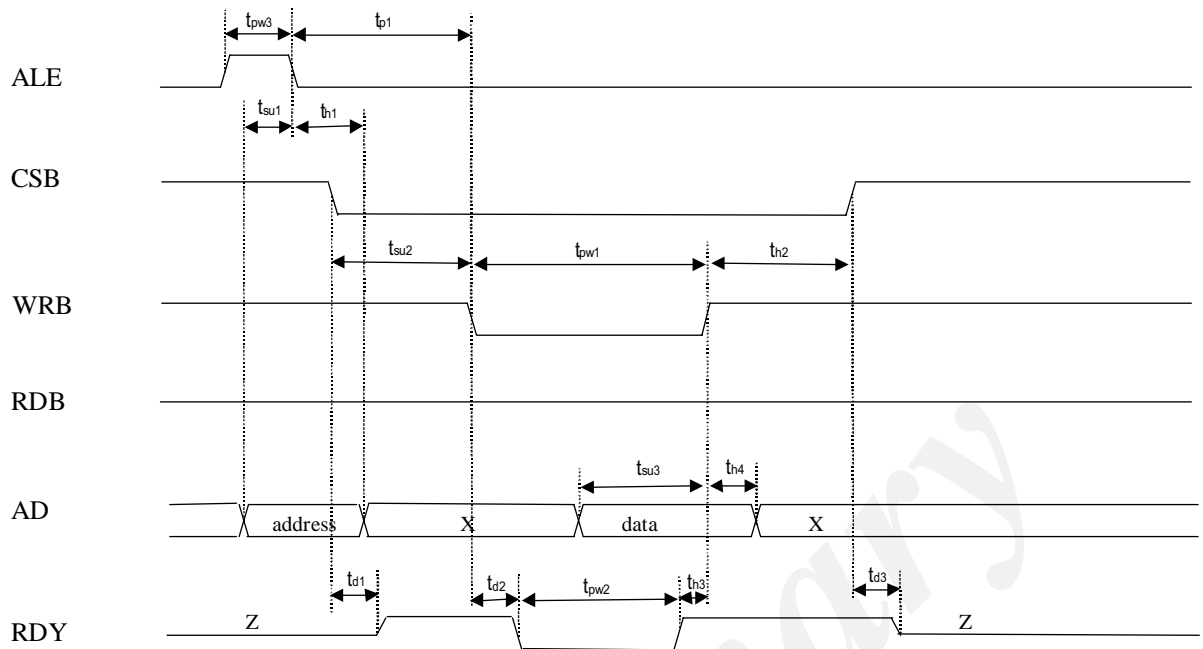 tpw3 tp1
ALE
tsu1 th1
CSB
tsu2 tpw1 th2
WRB
RDB
tsu3 th4
AD address X data X
td1 td2 tpw2 th3 td3
RDY Z Z